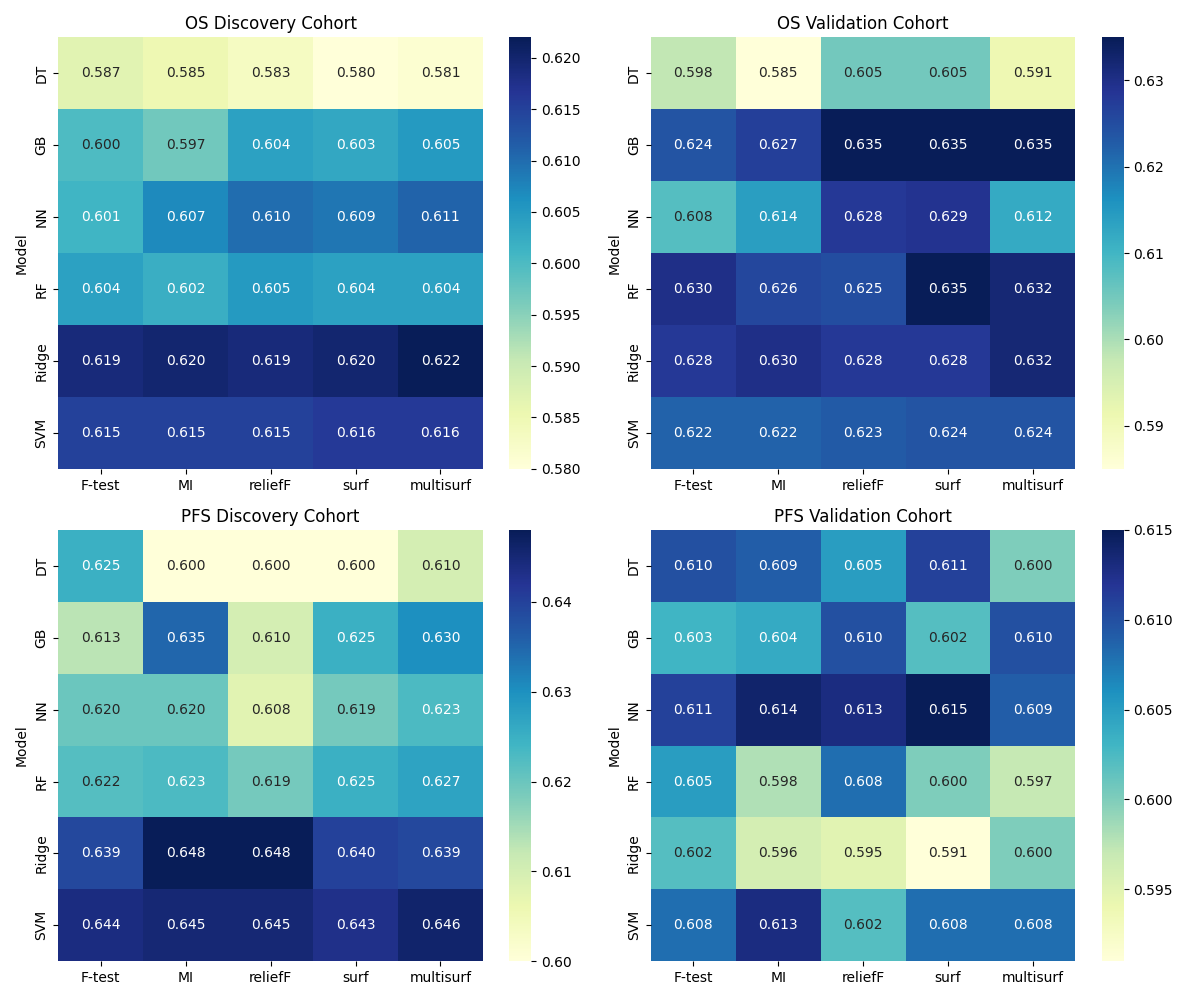 OS Discovery Cohort
DT 0.587 0.585 0.583 0.580 0.581
GB 0.600 0.597 0.604 0.603 0.605
NN 0.601 0.607 0.610 0.609 0.611
RF 0.604 0.602 0.605 0.604 0.604
Ridge 0.619 0.620 0.619 0.620 0.622
SVM 0.615 0.615 0.615 0.616 0.616
Model
F-test MI reliefF surf multisurf
0.620
0.615
0.610
0.605
0.600
0.595
0.590
0.585
0.580
OS Validation Cohort
DT 0.598 0.585 0.605 0.605 0.591
GB 0.624 0.627 0.635 0.635 0.635
NN 0.608 0.614 0.628 0.629 0.612
RF 0.630 0.626 0.625 0.635 0.632
Ridge 0.628 0.630 0.628 0.628 0.632
SVM 0.622 0.622 0.623 0.624 0.624
Model
F-test MI reliefF surf multisurf
0.63
0.62
0.61
0.60
0.59
PFS Discovery Cohort
DT 0.625 0.600 0.600 0.600 0.610
GB 0.613 0.635 0.610 0.625 0.630
NN 0.620 0.620 0.608 0.619 0.623
RF 0.622 0.623 0.619 0.625 0.627
Ridge 0.639 0.648 0.648 0.640 0.639
SVM 0.644 0.645 0.645 0.643 0.646
Model
F-test MI reliefF surf multisurf
0.64
0.63
0.62
0.61
0.60
PFS Validation Cohort
DT 0.610 0.609 0.605 0.611 0.600
GB 0.603 0.604 0.610 0.602 0.610
NN 0.611 0.614 0.613 0.615 0.609
RF 0.605 0.598 0.608 0.600 0.597
Ridge 0.602 0.596 0.595 0.591 0.600
SVM 0.608 0.613 0.602 0.608 0.608
Model
F-test MI reliefF surf multisurf
0.615
0.610
0.605
0.600
0.595